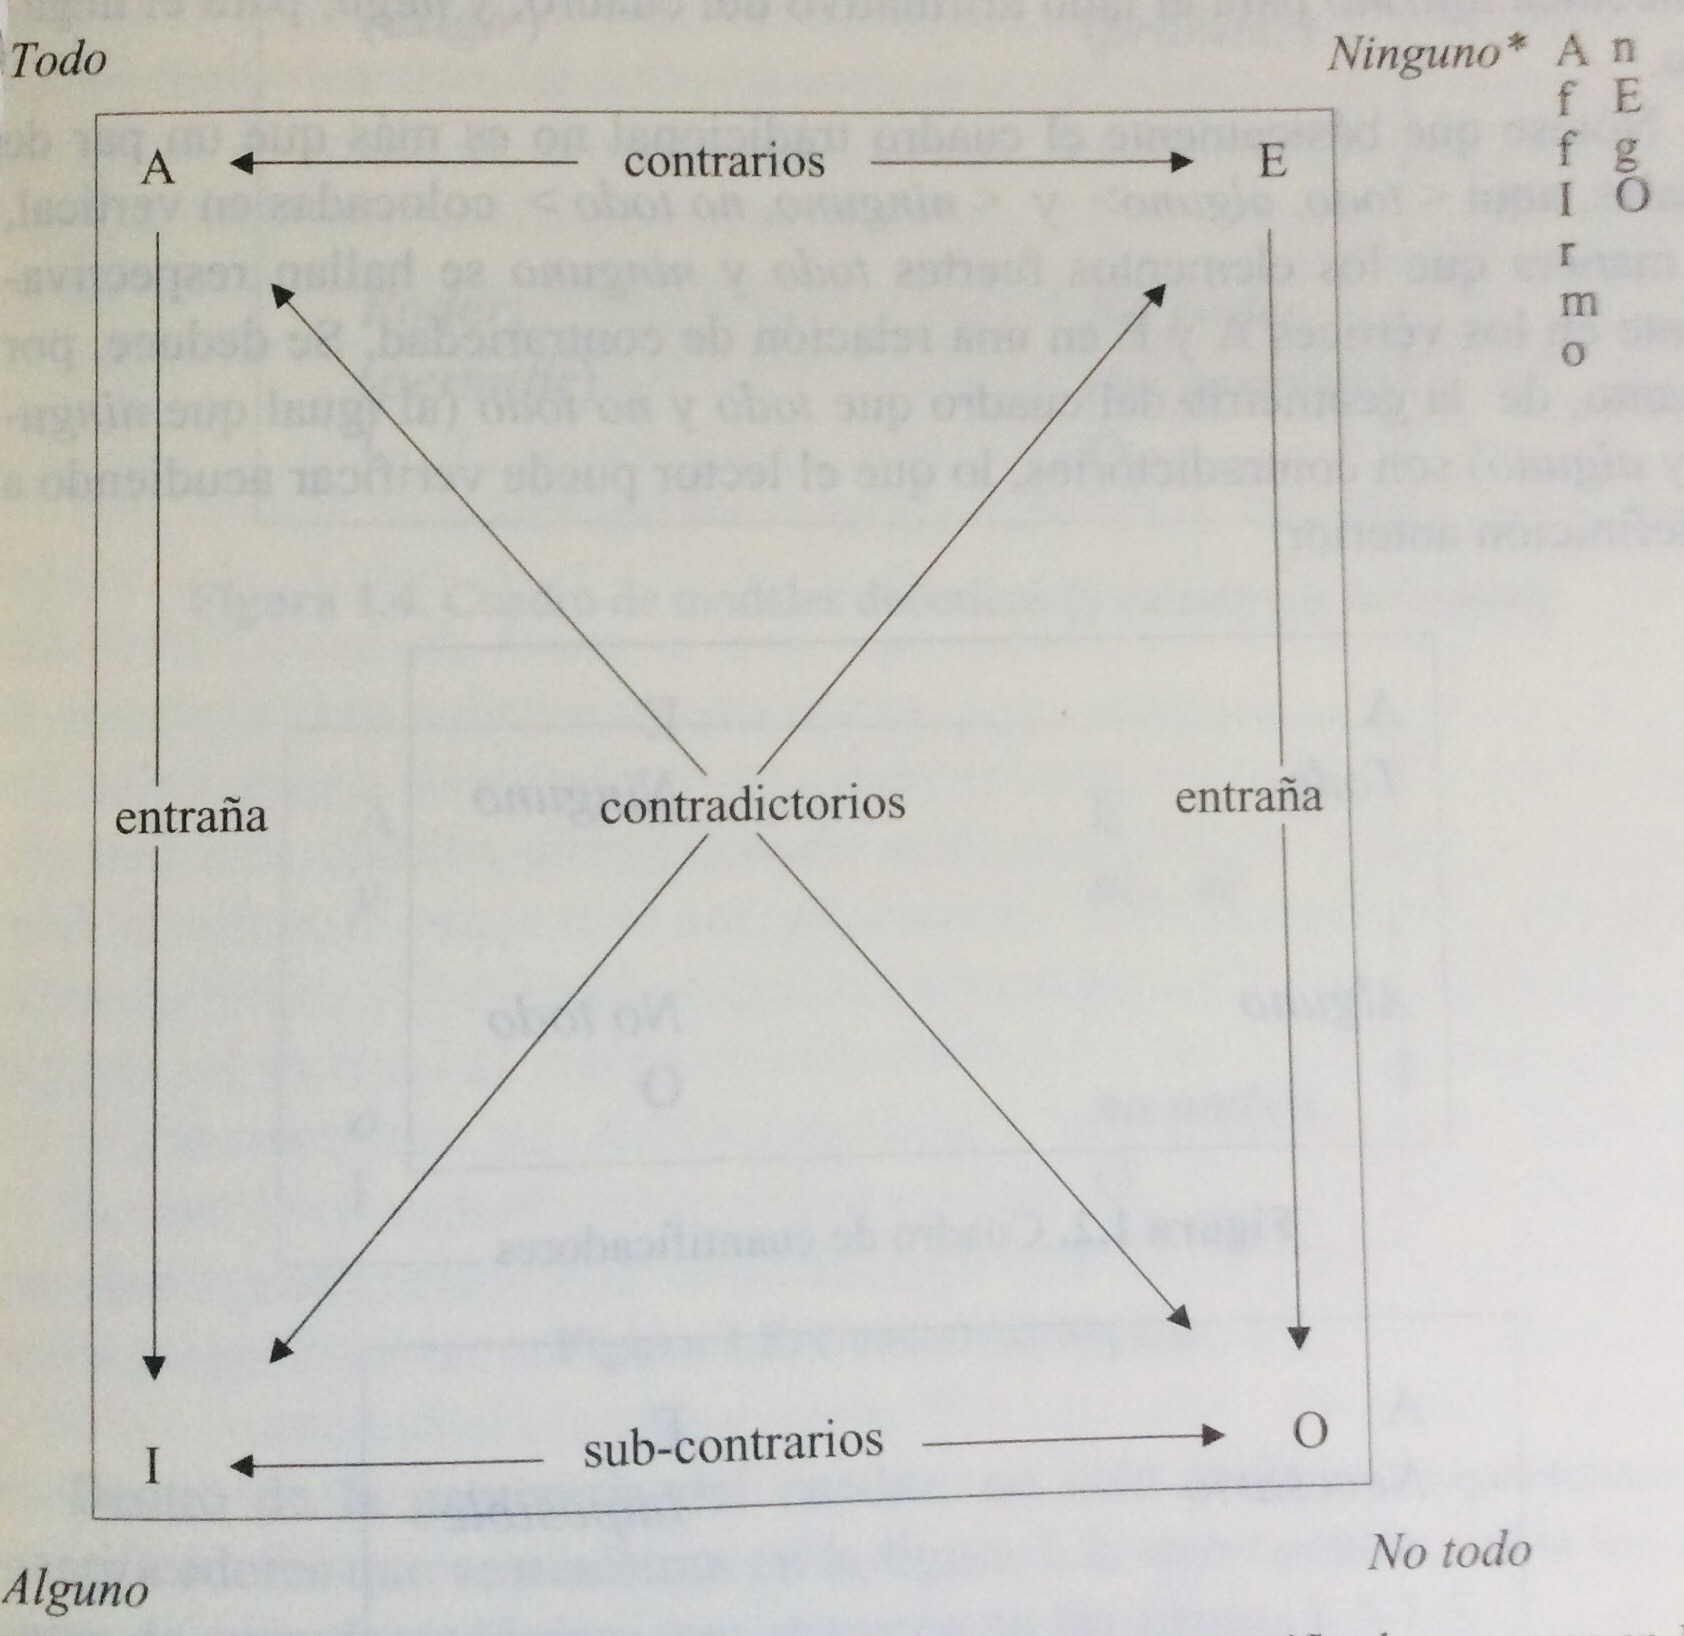 Todo
Ninguno*
A n
f E
f g
I O
r
m
o
A contrarios E
entraña contradictorios entraña
I sub-contrarios O
No todo
Alguno